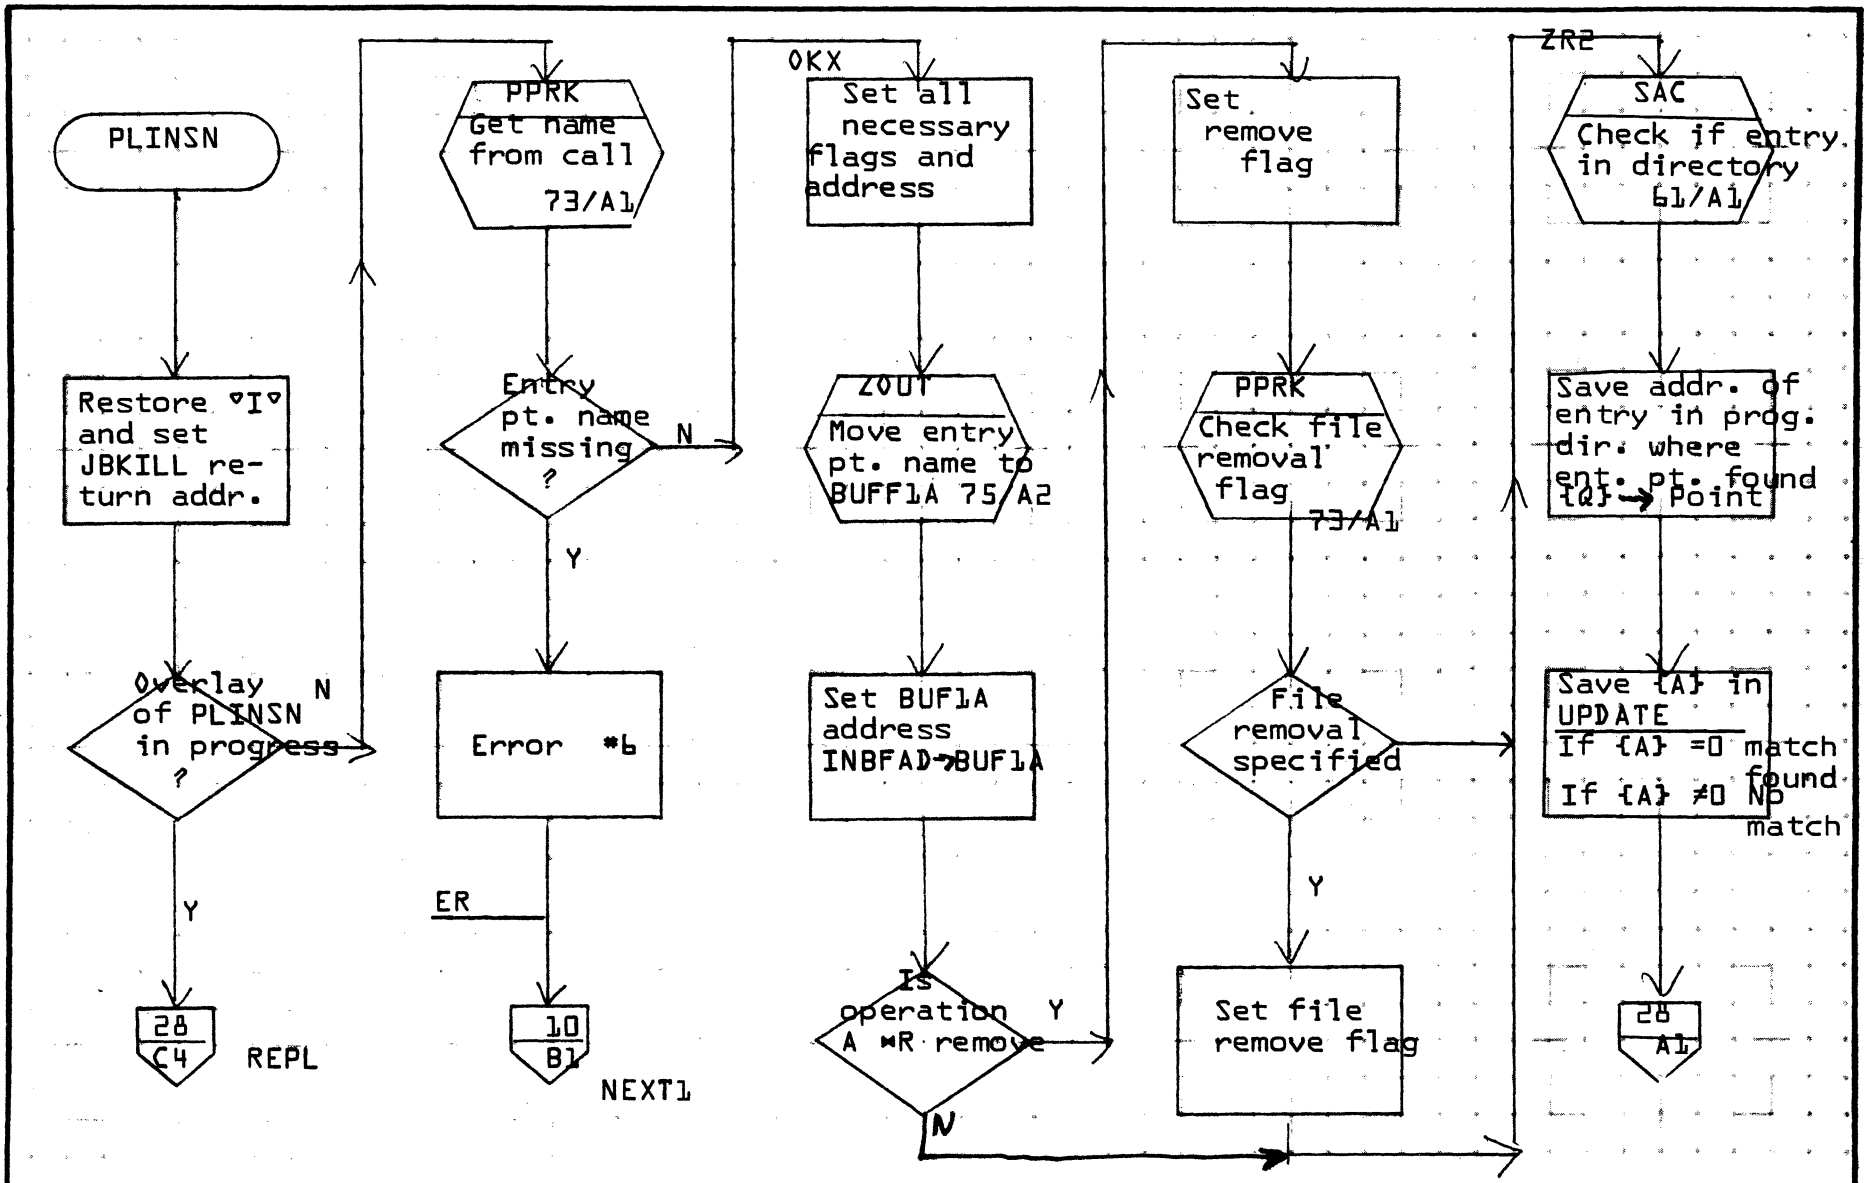 PLINSN
Restore ▽I▽
and set
JBKILL re-
turn addr.
Overlay
of PLINSN
in progress
?
N
Y
28
C4
REPL
PPRK
Get name
from call
73/A1
Entry
pt. name
missing
?
N
Y
Error *6
ER
10
B1
NEXT1
OKX
Set all
necessary
flags and
address
ZOUT
Move entry
pt. name to
BUFF1A 75/A2
Set BUF1A
address
INBFAD→BUF1A
Is
operation
A *R remove
Y
N
Set
remove
flag
PPRK
Check file
removal
flag
73/A1
File
removal
specified
Y
Set file
remove flag
ZR2
SAC
Check if entry
in directory
61/A1
Save addr. of
entry in prog.
dir. where
ent. pt. found
{Q}→ Point
Save {A} in
UPDATE
If {A} =0 match
found
If {A} ≠0 No
match
28
A1